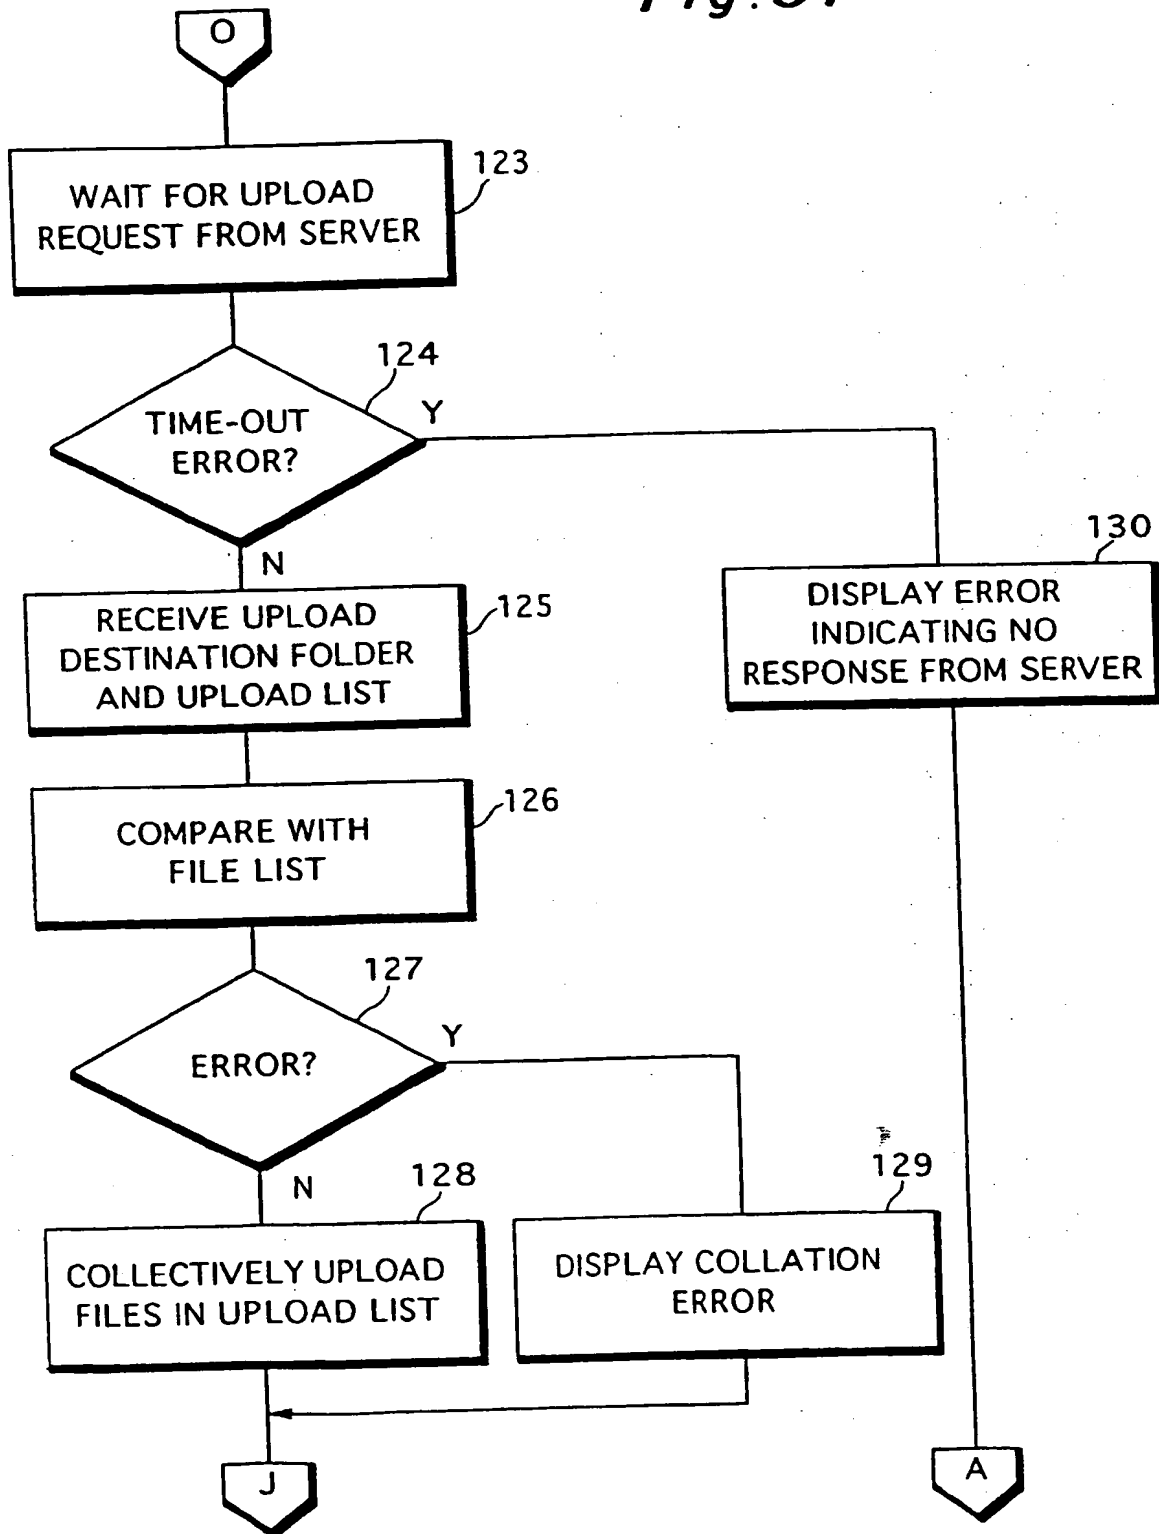 O
WAIT FOR UPLOAD
REQUEST FROM SERVER
123
TIME-OUT
ERROR?
124
Y
N
RECEIVE UPLOAD
DESTINATION FOLDER
AND UPLOAD LIST
125
DISPLAY ERROR
INDICATING NO
RESPONSE FROM SERVER
130
COMPARE WITH
FILE LIST
126
ERROR?
127
Y
N
COLLECTIVELY UPLOAD
FILES IN UPLOAD LIST
128
DISPLAY COLLATION
ERROR
129
J
A